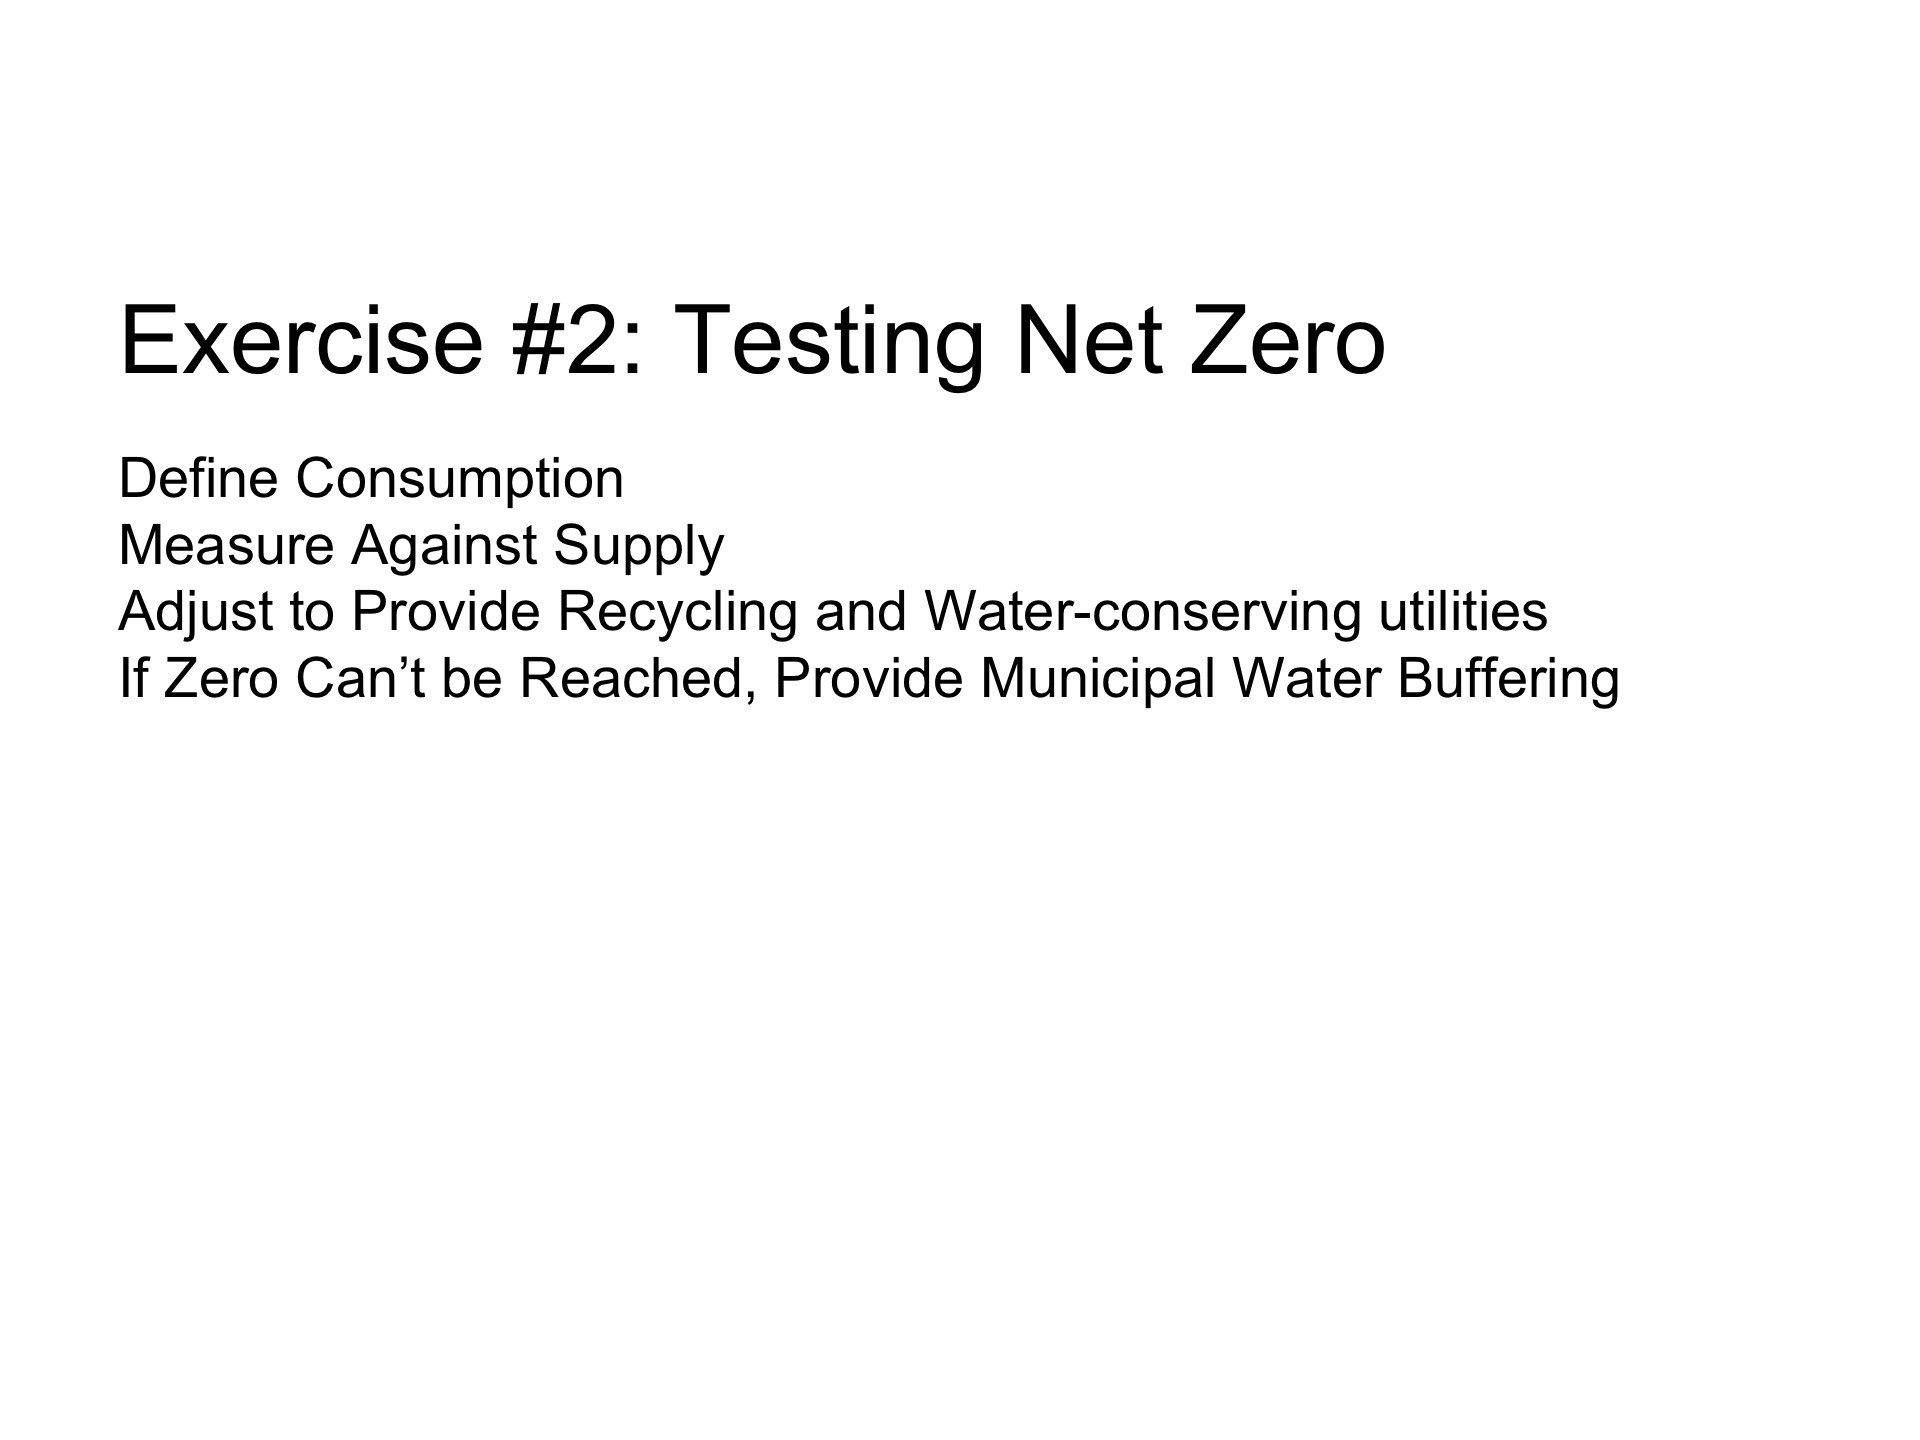 Exercise #2: Testing Net Zero
Define Consumption
Measure Against Supply
Adjust to Provide Recycling and Water-conserving utilities
If Zero Can’t be Reached, Provide Municipal Water Buffering